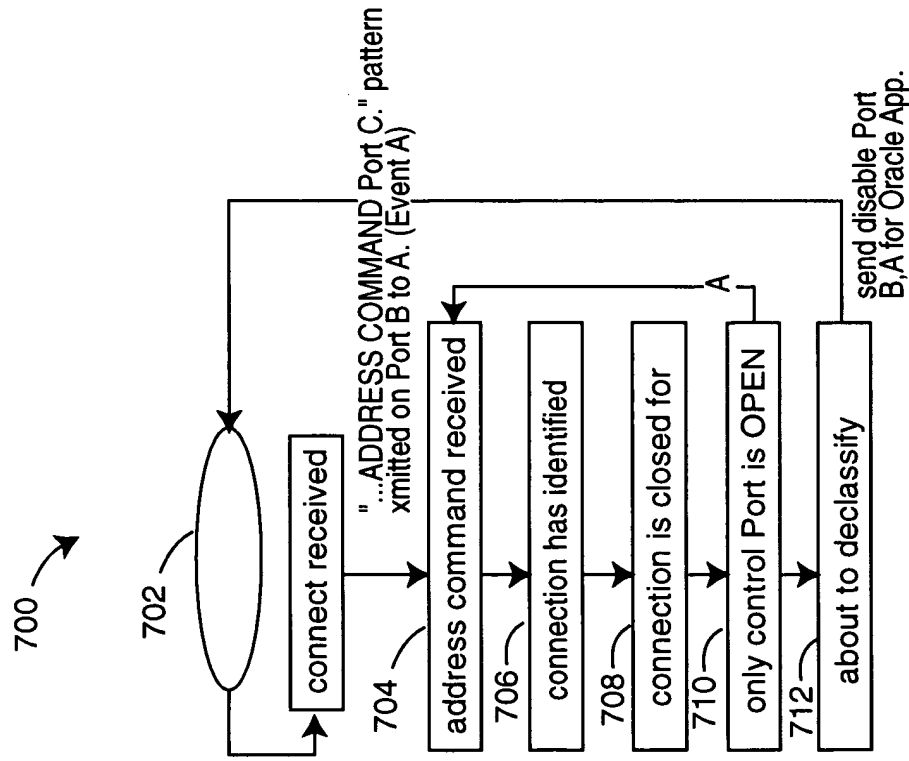 700
702
connect received
"...ADDRESS COMMAND Port C." pattern
xmitted on Port B to A. (Event A)
704
address command received
706
connection has identified
708
connection is closed for
A
710
only control Port is OPEN
712
about to declassify
send disable Port
B,A for Oracle App.